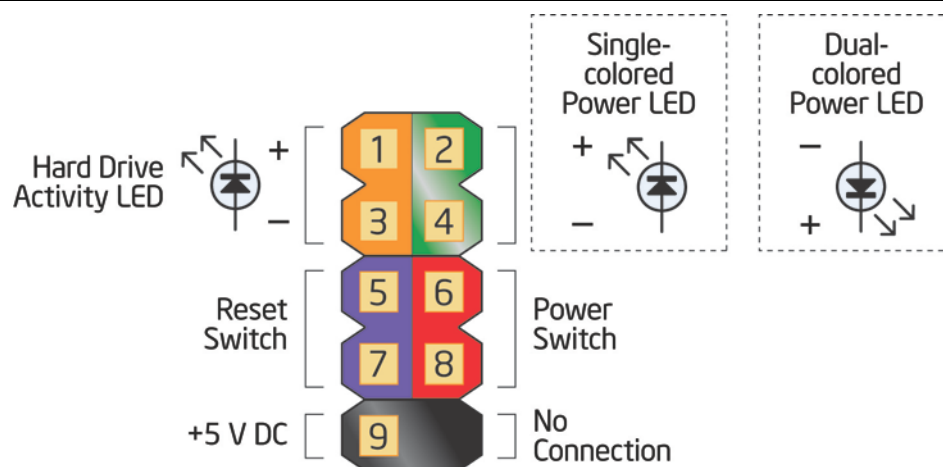 Single-
colored
Power LED
Dual-
colored
Power LED
Hard Drive
Activity LED
+
−
1
2
3
4
+
−
−
+
Reset
Switch
5
6
7
8
Power
Switch
+5 V DC
9
No
Connection